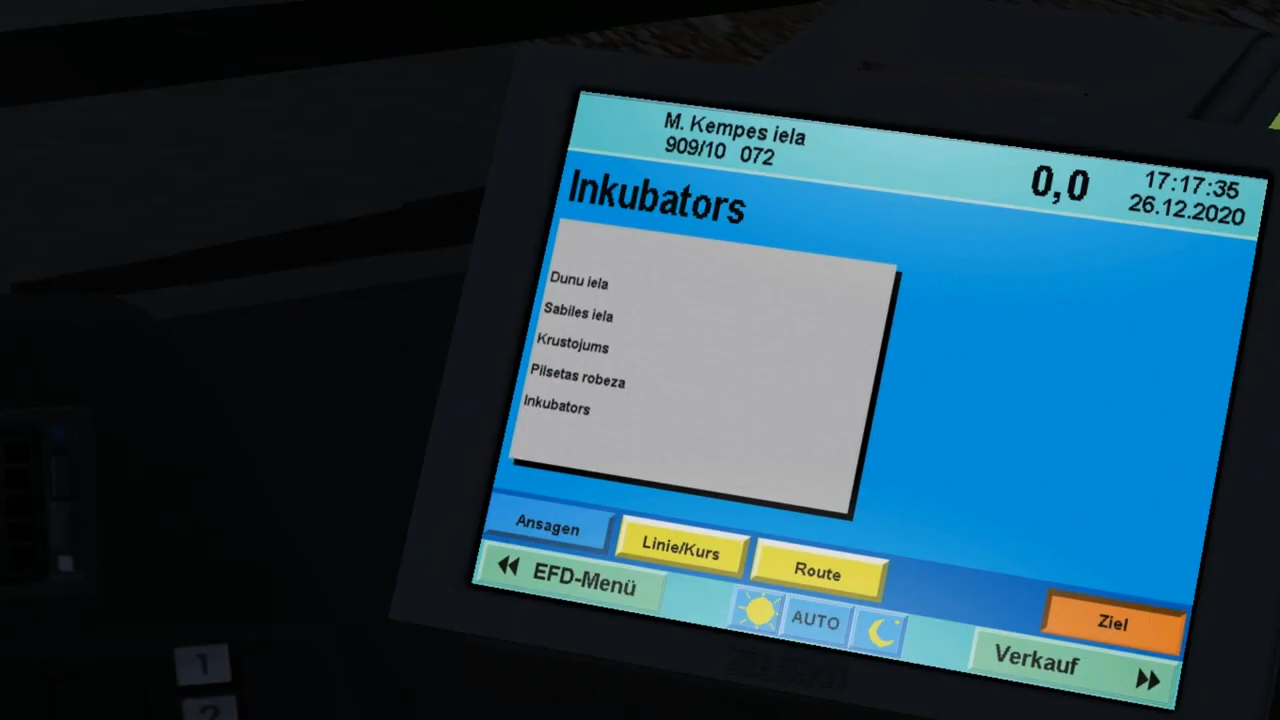 M. Kempes iela
909/10 072
0,0
17:17:35
26.12.2020
Inkubators
Dunu iela
Sabiles iela
Krustojums
Pilsetas robeza
Inkubators
Ansagen
Linie/Kurs
Route
Ziel
EFD-Menü
AUTO
Verkauf
1
2